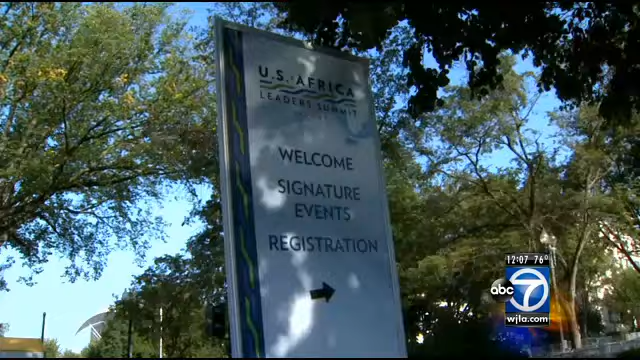 U.S.·AFRICA
LEADERS SUMMIT
WELCOME
SIGNATURE
EVENTS
REGISTRATION
12:07 76°
abc 7
wjla.com